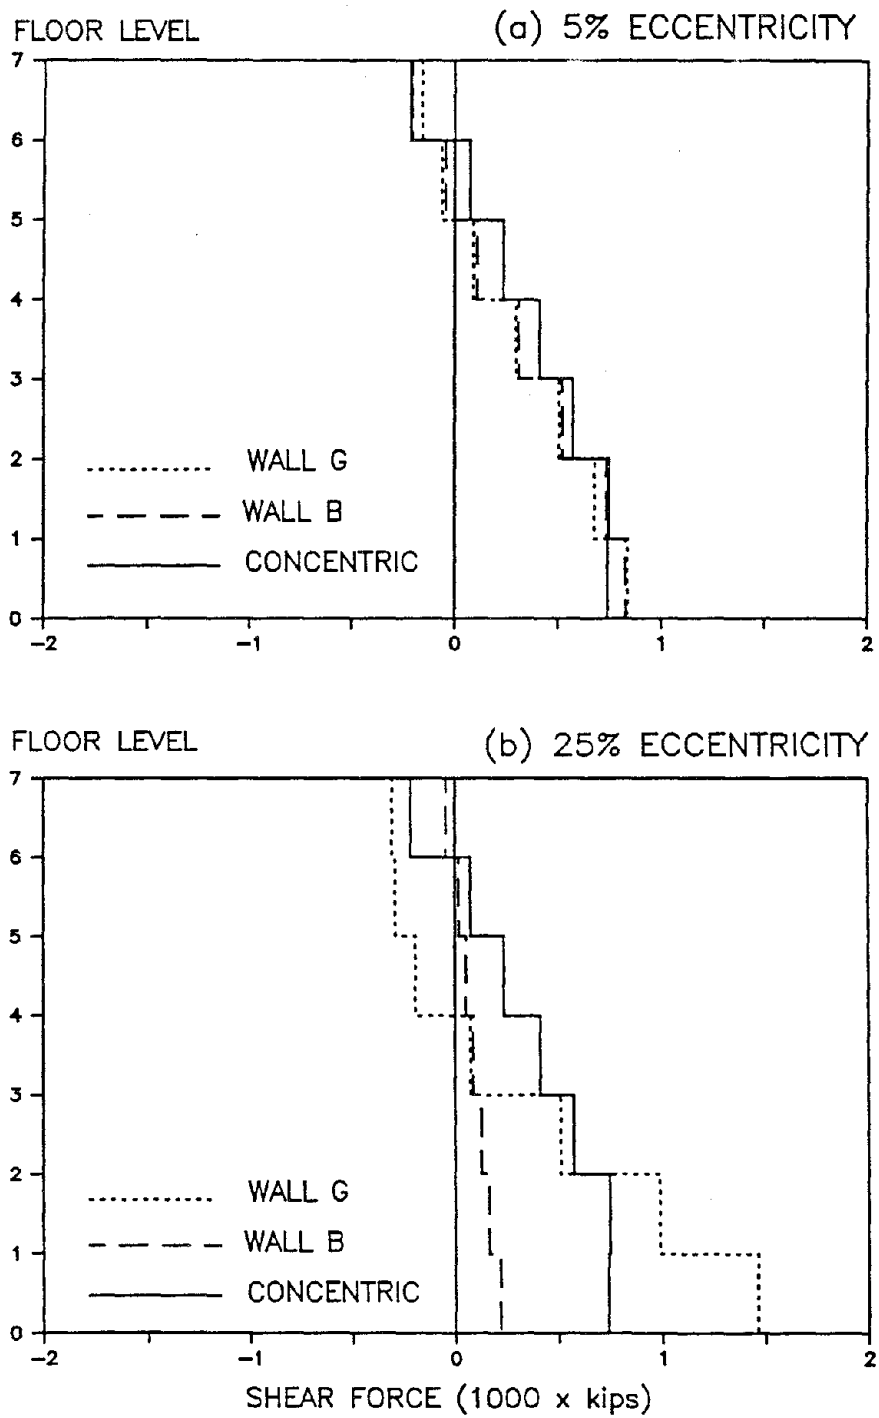 FLOOR LEVEL
(a) 5% ECCENTRICITY
7
6
5
4
3
2
1
0
WALL G
WALL B
CONCENTRIC
-2 -1 0 1 2
FLOOR LEVEL
(b) 25% ECCENTRICITY
7
6
5
4
3
2
1
0
WALL G
WALL B
CONCENTRIC
-2 -1 0 1 2
SHEAR FORCE (1000 x kips)